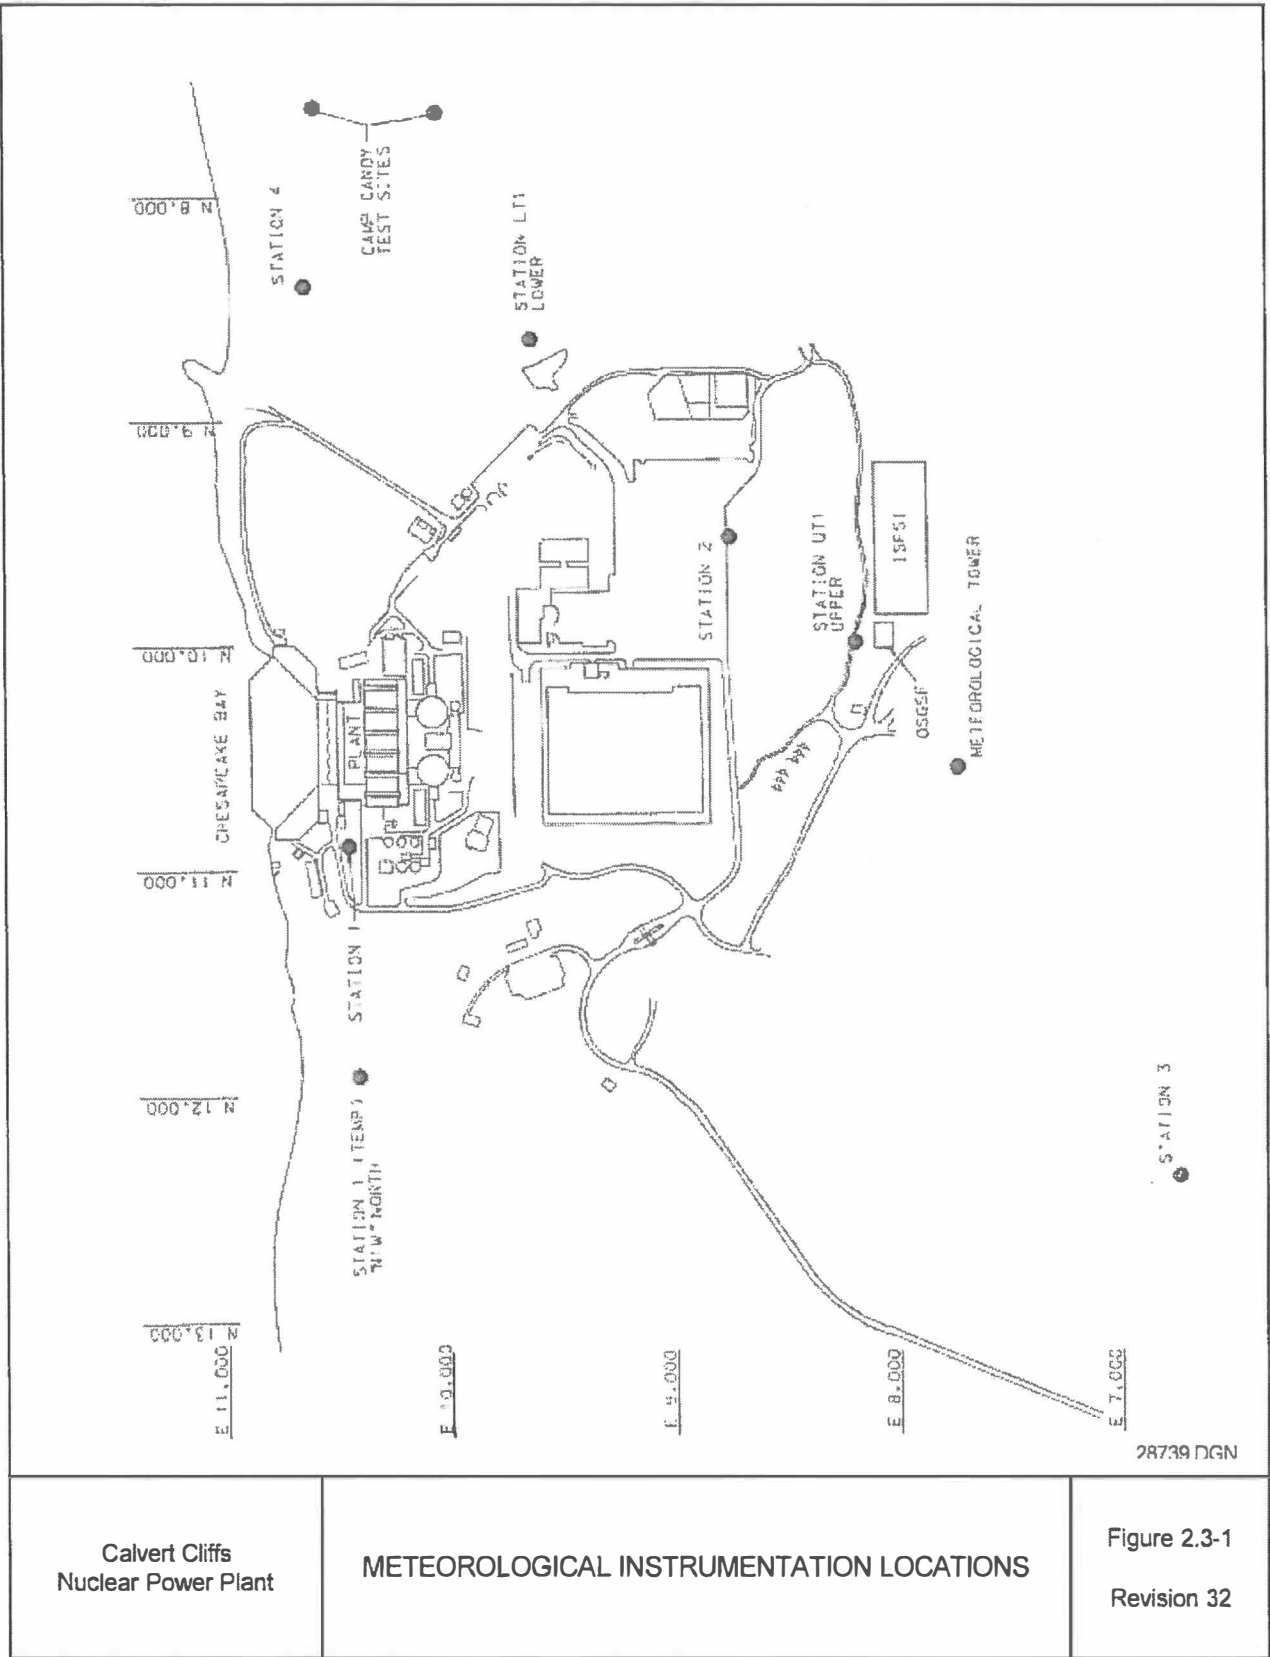 N 8,000
STATION 4
CAMP CANOY
TEST SITES
STATION LT1
LOWER
N 9,000
STATION 2
STATION UT1
UPPER
ISFSI
METEOROLOGICAL TOWER
OSGSF
N 10,000
CHESAPEAKE BAY
PLANT
N 11,000
STATION 1
N 12,000
STATION 1 (TEMP)
STATION 3
N 13,000
E 11,000
E 10,000
E 9,000
E 8,000
E 7,000
28739 DGN
Calvert Cliffs
Nuclear Power Plant
METEOROLOGICAL INSTRUMENTATION LOCATIONS
Figure 2.3-1
Revision 32